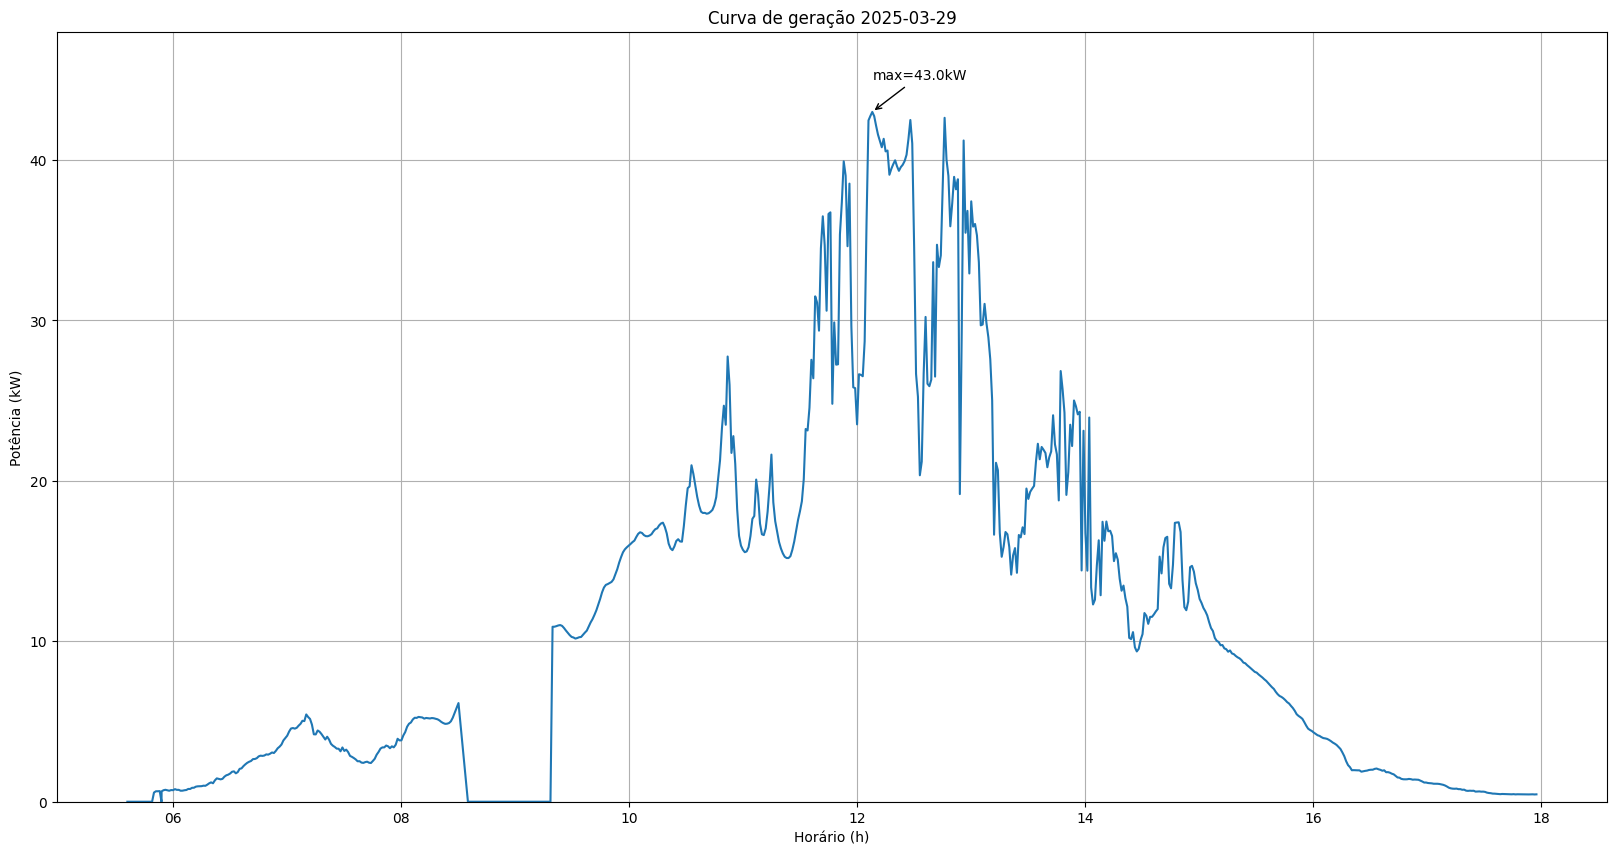 Curva de geração 2025-03-29
max=43.0kW
Potência (kW)
40
30
20
10
0
06 08 10 12 14 16 18
Horário (h)